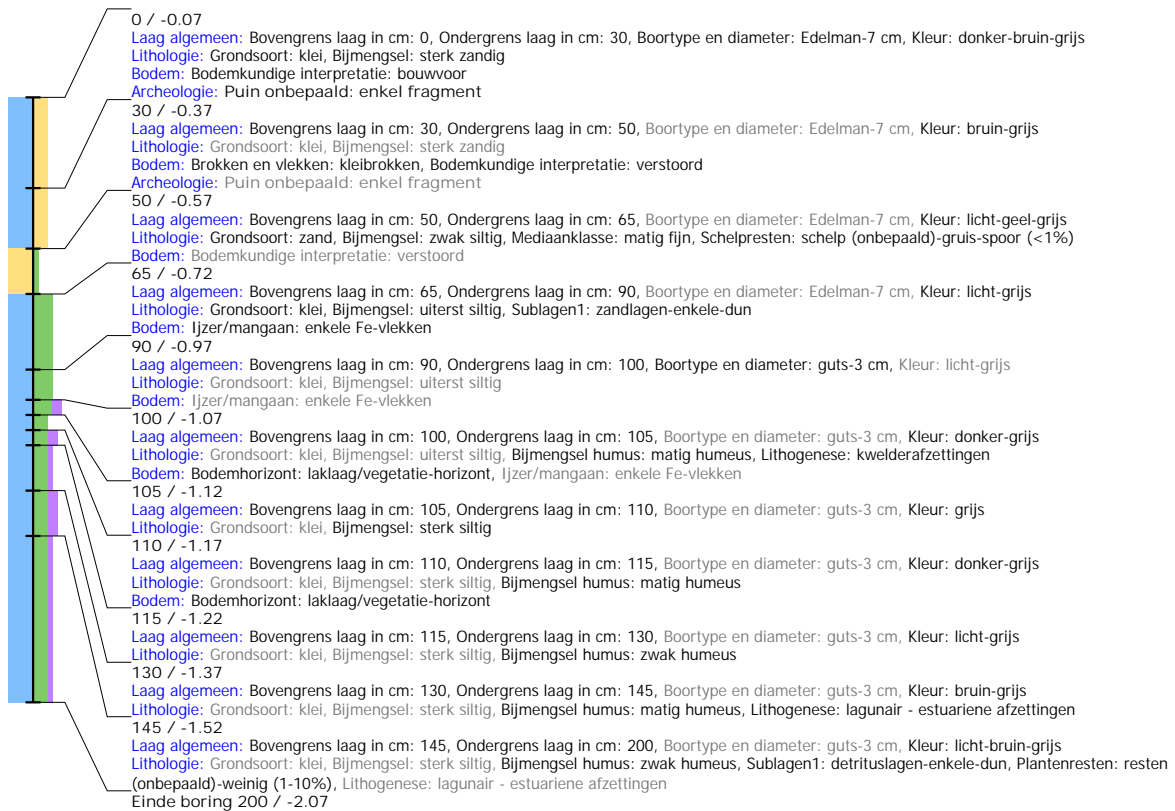 0 / -0.07
Laag algemeen: Bovengrens laag in cm: 0, Ondergrens laag in cm: 30, Boortype en diameter: Edelman-7 cm, Kleur: donker-bruin-grijs
Lithologie: Grondsoort: klei, Bijmengsel: sterk zandig
Bodem: Bodemkundige interpretatie: bouwvoor
Archeologie: Puin onbepaald: enkel fragment
30 / -0.37
Laag algemeen: Bovengrens laag in cm: 30, Ondergrens laag in cm: 50, Boortype en diameter: Edelman-7 cm, Kleur: bruin-grijs
Lithologie: Grondsoort: klei, Bijmengsel: sterk zandig
Bodem: Brokken en vlekken: kleibrokken, Bodemkundige interpretatie: verstoord
Archeologie: Puin onbepaald: enkel fragment
50 / -0.57
Laag algemeen: Bovengrens laag in cm: 50, Ondergrens laag in cm: 65, Boortype en diameter: Edelman-7 cm, Kleur: licht-geel-grijs
Lithologie: Grondsoort: zand, Bijmengsel: zwak siltig, Mediaanklasse: matig fijn, Schelpresten: schelp (onbepaald)-gruis-spoor (<1%)
Bodem: Bodemkundige interpretatie: verstoord
65 / -0.72
Laag algemeen: Bovengrens laag in cm: 65, Ondergrens laag in cm: 90, Boortype en diameter: Edelman-7 cm, Kleur: licht-grijs
Lithologie: Grondsoort: klei, Bijmengsel: uiterst siltig, Sublagen1: zandlagen-enkele-dun
Bodem: Ijzer/mangaan: enkele Fe-vlekken
90 / -0.97
Laag algemeen: Bovengrens laag in cm: 90, Ondergrens laag in cm: 100, Boortype en diameter: guts-3 cm, Kleur: licht-grijs
Lithologie: Grondsoort: klei, Bijmengsel: uiterst siltig
Bodem: Ijzer/mangaan: enkele Fe-vlekken
100 / -1.07
Laag algemeen: Bovengrens laag in cm: 100, Ondergrens laag in cm: 105, Boortype en diameter: guts-3 cm, Kleur: donker-grijs
Lithologie: Grondsoort: klei, Bijmengsel: uiterst siltig, Bijmengsel humus: matig humeus, Lithogenese: kwelderafzettingen
Bodem: Bodemhorizont: laklaag/vegetatie-horizont, Ijzer/mangaan: enkele Fe-vlekken
105 / -1.12
Laag algemeen: Bovengrens laag in cm: 105, Ondergrens laag in cm: 110, Boortype en diameter: guts-3 cm, Kleur: grijs
Lithologie: Grondsoort: klei, Bijmengsel: sterk siltig
110 / -1.17
Laag algemeen: Bovengrens laag in cm: 110, Ondergrens laag in cm: 115, Boortype en diameter: guts-3 cm, Kleur: donker-grijs
Lithologie: Grondsoort: klei, Bijmengsel: sterk siltig, Bijmengsel humus: matig humeus
Bodem: Bodemhorizont: laklaag/vegetatie-horizont
115 / -1.22
Laag algemeen: Bovengrens laag in cm: 115, Ondergrens laag in cm: 130, Boortype en diameter: guts-3 cm, Kleur: licht-grijs
Lithologie: Grondsoort: klei, Bijmengsel: sterk siltig, Bijmengsel humus: zwak humeus
130 / -1.37
Laag algemeen: Bovengrens laag in cm: 130, Ondergrens laag in cm: 145, Boortype en diameter: guts-3 cm, Kleur: bruin-grijs
Lithologie: Grondsoort: klei, Bijmengsel: sterk siltig, Bijmengsel humus: matig humeus, Lithogenese: lagunair - estuariene afzettingen
145 / -1.52
Laag algemeen: Bovengrens laag in cm: 145, Ondergrens laag in cm: 200, Boortype en diameter: guts-3 cm, Kleur: licht-bruin-grijs
Lithologie: Grondsoort: klei, Bijmengsel: sterk siltig, Bijmengsel humus: zwak humeus, Sublagen1: detrituslagen-enkele-dun, Plantenresten: resten
(onbepaald)-weinig (1-10%), Lithogenese: lagunair - estuariene afzettingen
Einde boring 200 / -2.07